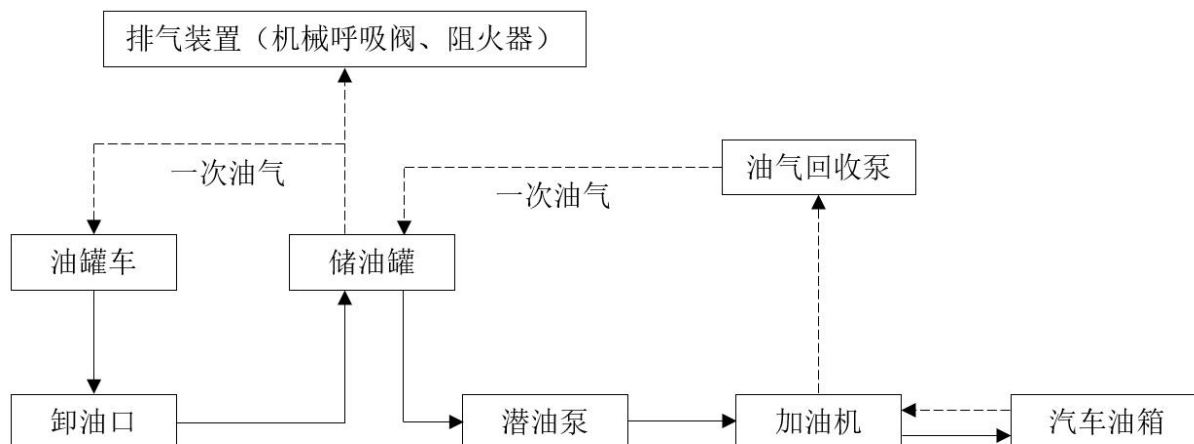 排气装置（机械呼吸阀、阻火器）
一次油气
油气回收泵
一次油气
油罐车
储油罐
卸油口
潜油泵
加油机
汽车油箱